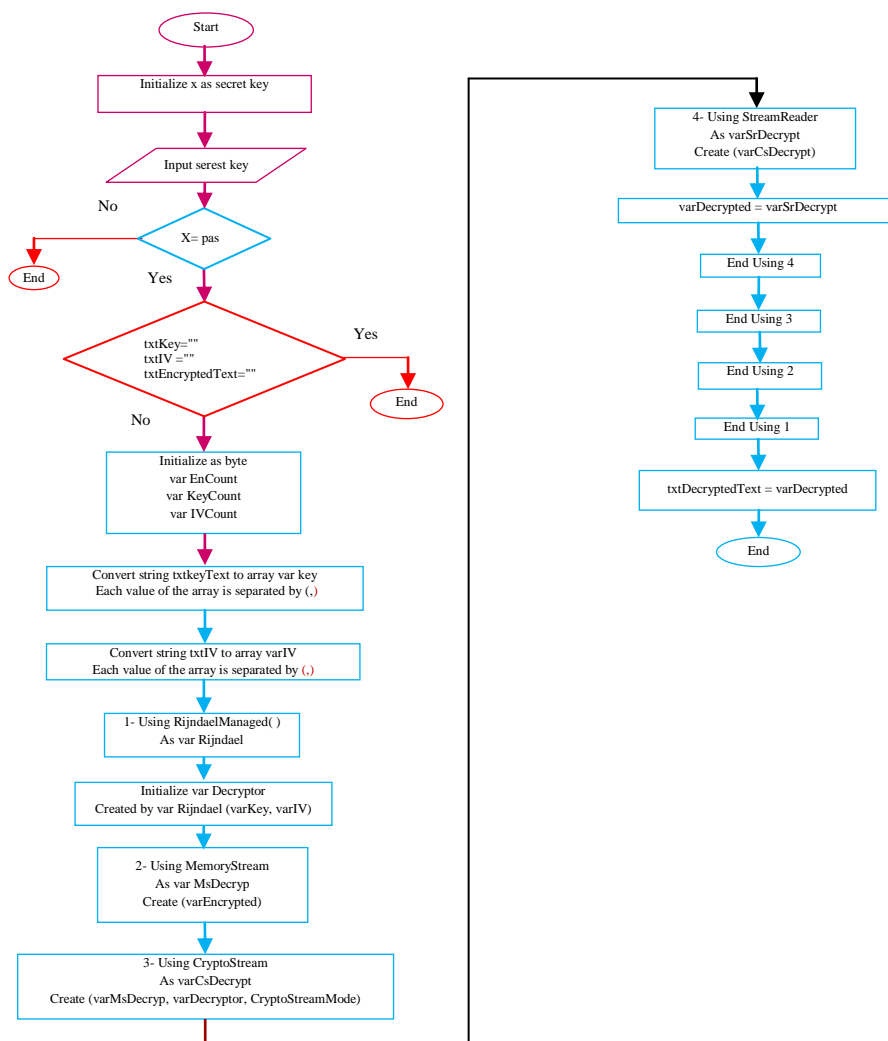 Start
Initialize x as secret key
Input serest key
No
X= pas
End
Yes
txtKey=""
txtIV =""
txtEncryptedText=""
Yes
End
No
Initialize as byte
var EnCount
var KeyCount
var IVCount
Convert string txtkeyText to array var key
Each value of the array is separated by (,)
Convert string txtIV to array varIV
Each value of the array is separated by (,)
1- Using RijndaelManaged( )
As var Rijndael
Initialize var Decryptor
Created by var Rijndael (varKey, varIV)
2- Using MemoryStream
As var MsDecryp
Create (varEncrypted)
3- Using CryptoStream
As varCsDecrypt
Create (varMsDecryp, varDecryptor, CryptoStreamMode)
4- Using StreamReader
As varSrDecrypt
Create (varCsDecrypt)
varDecrypted = varSrDecrypt
End Using 4
End Using 3
End Using 2
End Using 1
txtDecryptedText = varDecrypted
End